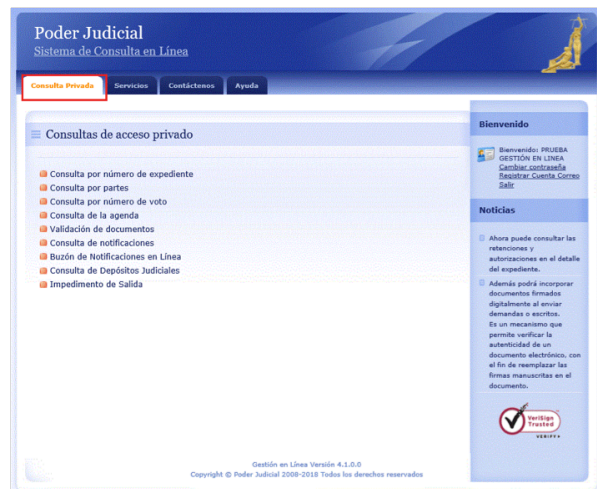 Poder Judicial
Sistema de Consulta en Línea
Consulta Privada
Servicios
Contáctenos
Ayuda
Consultas de acceso privado
Consulta por número de expediente
Consulta por partes
Consulta por número de voto
Consulta de la agenda
Validación de documentos
Consulta de notificaciones
Buzón de Notificaciones en Línea
Consulta de Depósitos Judiciales
Impedimento de Salida
Bienvenido
Bienvenido: PRUEBA
GESTIÓN EN LINEA
Cambiar contraseña
Registrar Cuenta Correo
Salir
Noticias
Ahora puede consultar las
retenciones y
autorizaciones en el detalle
del expediente.
Además podrá incorporar
documentos firmados
digitalmente al enviar
demandas o escritos.
Es un mecanismo que
permite verificar la
autenticidad de un
documento electrónico, con
el fin de reemplazar las
firmas manuscritas en el
documento.
VeriSign
Trusted
VERIFY
Gestión en Línea Versión 4.1.0.0
Copyright © Poder Judicial 2008-2018 Todos los derechos reservados